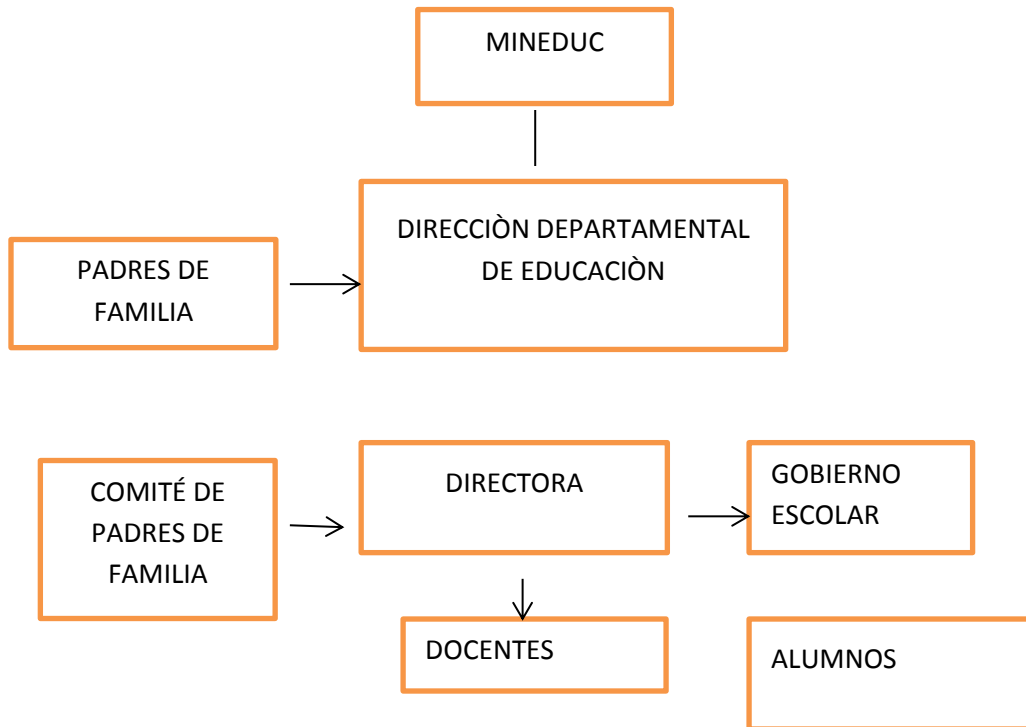 MINEDUC
DIRECCIÒN DEPARTAMENTAL
DE EDUCACIÒN
PADRES DE
FAMILIA
COMITÉ DE
PADRES DE
FAMILIA
DIRECTORA
GOBIERNO
ESCOLAR
DOCENTES
ALUMNOS